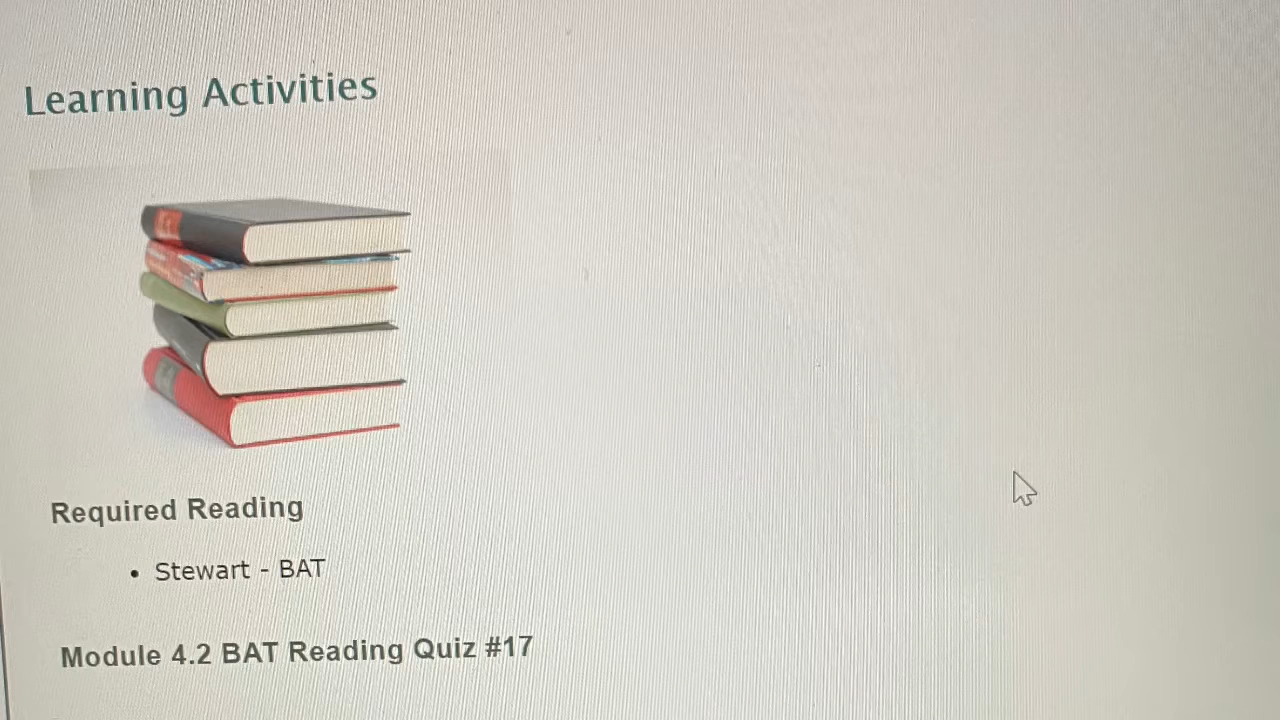 Learning Activities
Required Reading
• Stewart - BAT
Module 4.2 BAT Reading Quiz #17